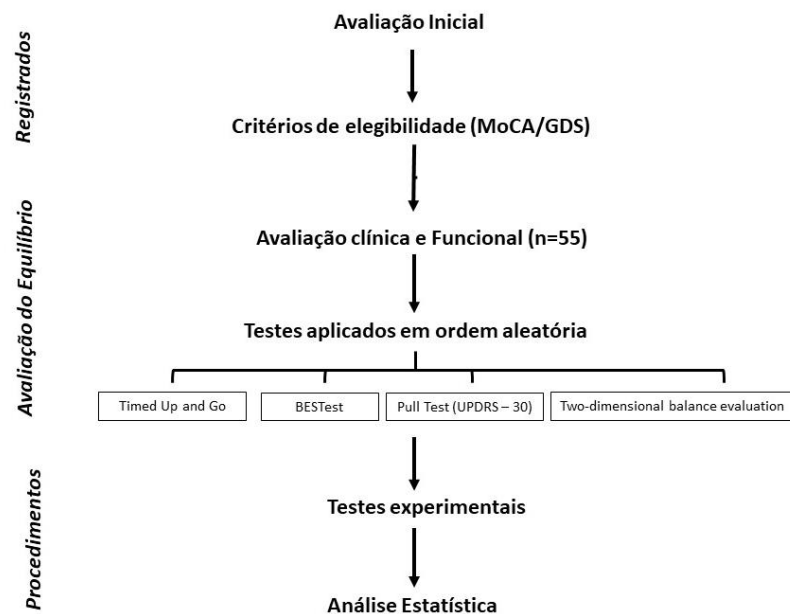 Registrados
Avaliação Inicial
Critérios de elegibilidade (MoCA/GDS)
Avaliação do Equilíbrio
Avaliação clínica e Funcional (n=55)
Testes aplicados em ordem aleatória
Timed Up and Go
BESTest
Pull Test (UPDRS – 30)
Two-dimensional balance evaluation
Procedimentos
Testes experimentais
Análise Estatística